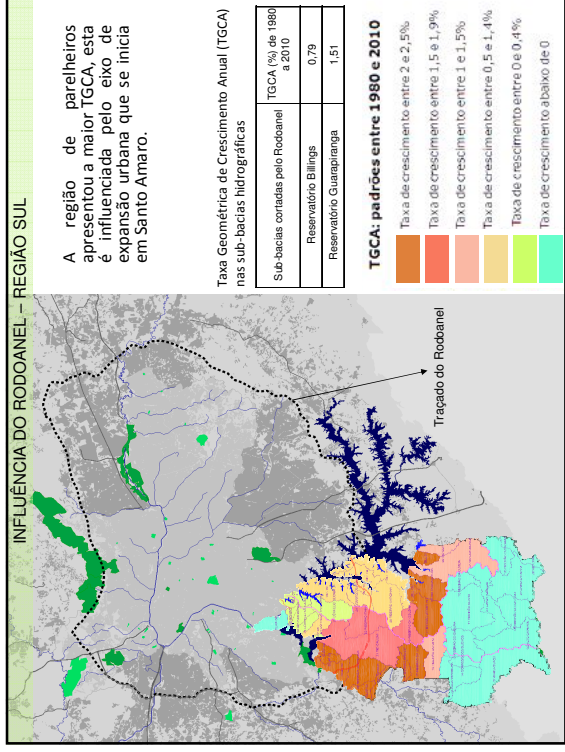 INFLUÊNCIA DO RODOANEL – REGIÃO SUL
A região de parelheiros
apresentou a maior TGCA, esta
é influenciada pelo eixo de
expansão urbana que se inicia
em Santo Amaro.
Taxa Geométrica de Crescimento Anual (TGCA)
nas sub-bacias hidrográficas
Sub-bacias cortadas pelo Rodoanel
TGCA (%) de 1980
a 2010
Reservatório Billings
0,79
Reservatório Guarapiranga
1,51
TGCA: padrões entre 1980 e 2010
Taxa de crescimento entre 2 e 2,5%
Taxa de crescimento entre 1,5 e 1,9%
Taxa de crescimento entre 1 e 1,5%
Taxa de crescimento entre 0,5 e 1,4%
Taxa de crescimento entre 0 e 0,4%
Taxa de crescimento abaixo de 0
Traçado do Rodoanel